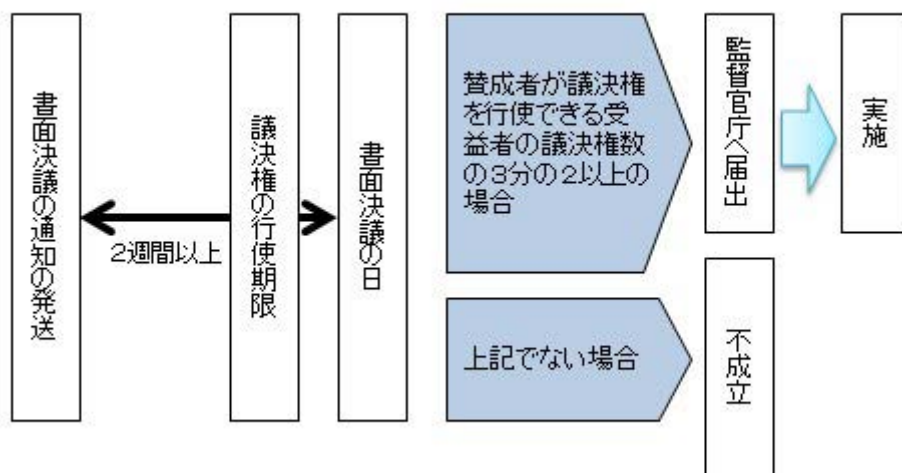 書面決議の通知の発送
2週間以上
議決権の行使期限
書面決議の日
賛成者が議決権
を行使できる受
益者の議決権数
の3分の2以上の
場合
監督官庁へ届出
実施
上記でない場合
不成立